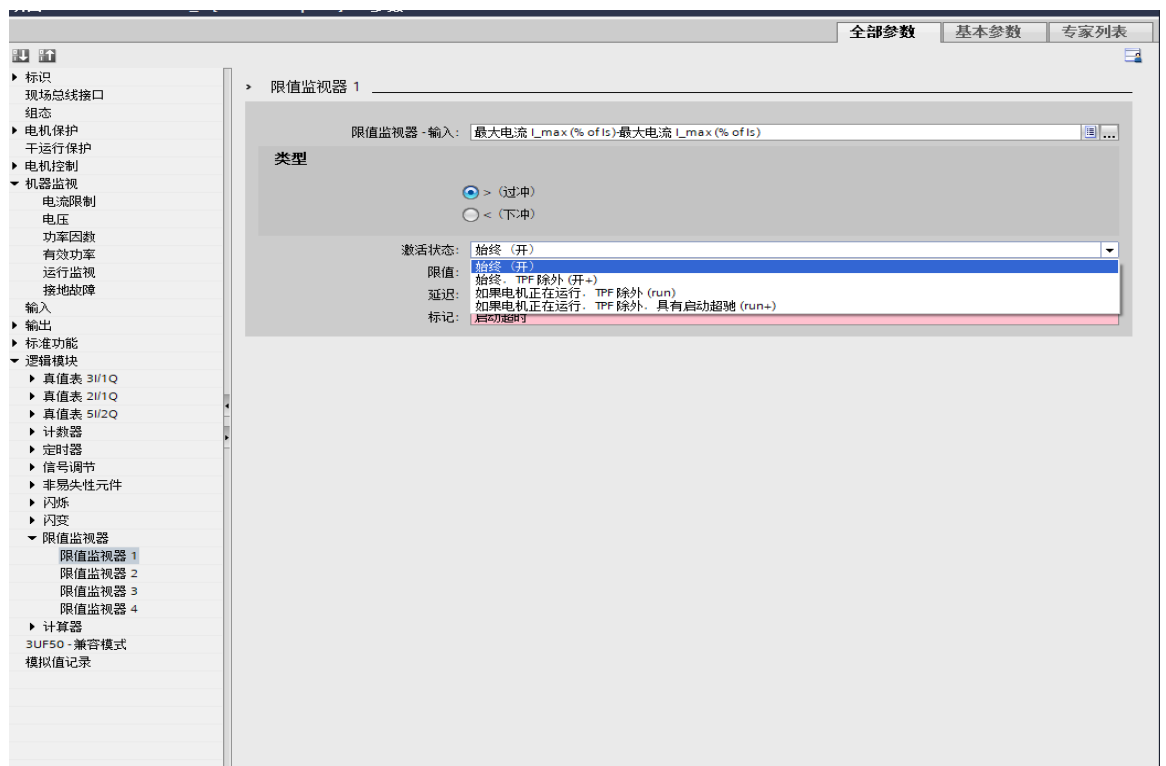 全部参数 基本参数 专家列表
标识
现场总线接口
组态
电机保护
干运行保护
电机控制
机器监视
电流限制
电压
功率因数
有效功率
运行监视
接地故障
输入
输出
标准功能
逻辑模块
真值表 3I/1Q
真值表 2I/1Q
真值表 5I/2Q
计数器
定时器
信号调节
非易失性元件
闪烁
闪变
限值监视器
限值监视器 1
限值监视器 2
限值监视器 3
限值监视器 4
计算器
3UF50 - 兼容模式
模拟值记录
限值监视器 1
限值监视器 - 输入: 最大电流 I_max (% of Is)-最大电流 I_max (% of Is)
类型
> (过冲)
< (下冲)
激活状态: 始终 (开)
限值: 始终 (开)
始终，TPF 除外 (开+)
延迟: 如果电机正在运行，TPF 除外 (run)
如果电机正在运行，TPF 除外，具有启动超驰 (run+)
标记: 启动超时